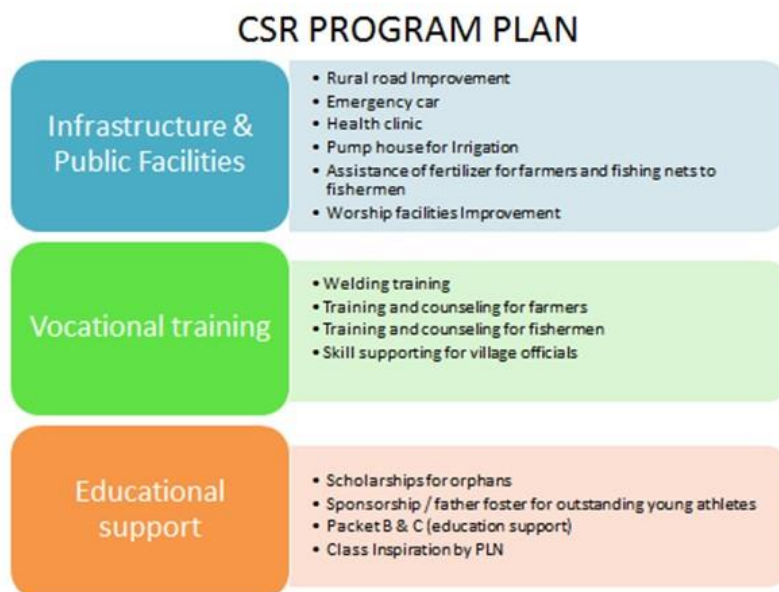 CSR PROGRAM PLAN
Infrastructure &
Public Facilities
• Rural road Improvement
• Emergency car
• Health clinic
• Pump house for Irrigation
• Assistance of fertilizer for farmers and fishing nets to
fishermen
• Worship facilities Improvement
Vocational training
• Welding training
• Training and counseling for farmers
• Training and counseling for fishermen
• Skill supporting for village officials
Educational
support
• Scholarships for orphans
• Sponsorship / father foster for outstanding young athletes
• Packet B & C (education support)
• Class Inspiration by PLN